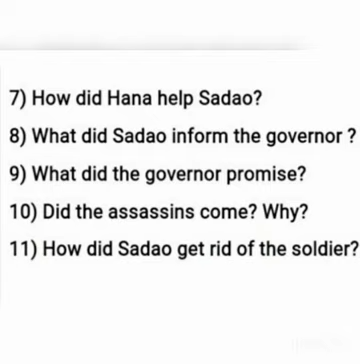 7) How did Hana help Sadao?
8) What did Sadao inform the governor ?
9) What did the governor promise?
10) Did the assassins come? Why?
11) How did Sadao get rid of the soldier?